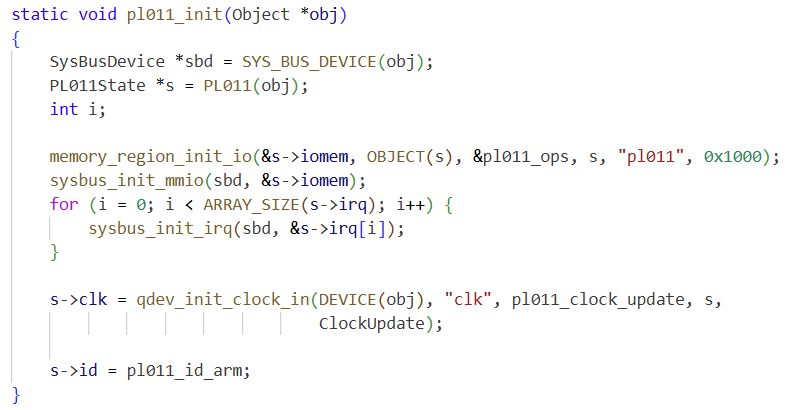 static void pl011_init(Object *obj)
{
    SysBusDevice *sbd = SYS_BUS_DEVICE(obj);
    PL011State *s = PL011(obj);
    int i;

    memory_region_init_io(&s->iomem, OBJECT(s), &pl011_ops, s, "pl011", 0x1000);
    sysbus_init_mmio(sbd, &s->iomem);
    for (i = 0; i < ARRAY_SIZE(s->irq); i++) {
        sysbus_init_irq(sbd, &s->irq[i]);
    }

    s->clk = qdev_init_clock_in(DEVICE(obj), "clk", pl011_clock_update, s,
                                ClockUpdate);

    s->id = pl011_id_arm;
}